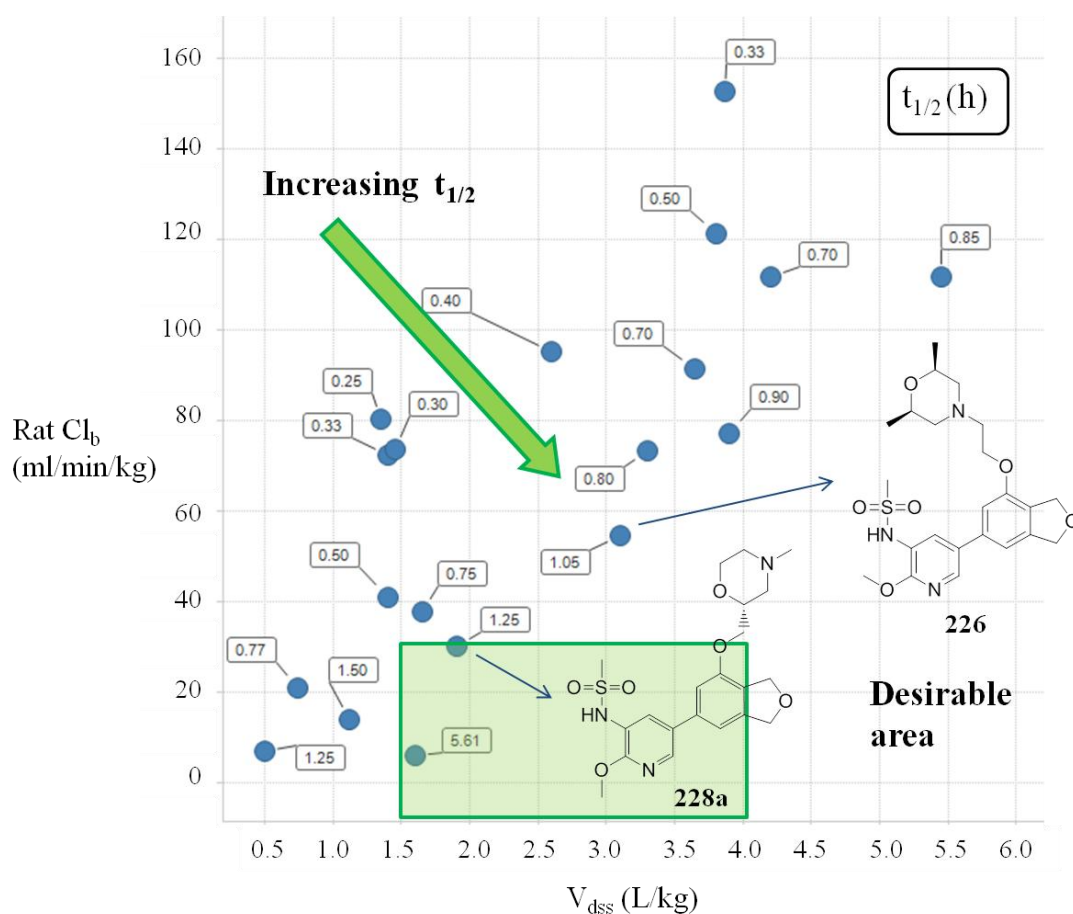 160
140
120
100
80
60
40
20
0
Rat Clb
(ml/min/kg)
0.5 1.0 1.5 2.0 2.5 3.0 3.5 4.0 4.5 5.0 5.5 6.0
Vdss (L/kg)
t1/2 (h)
Increasing t1/2
0.33
0.50
0.70
0.85
0.40
0.70
0.25
0.30
0.33
0.90
0.80
1.05
0.50
0.75
1.25
0.77
1.50
1.25
5.61
O
N
O
O=S=O
HN
O
N
O
226
N
O
O
O=S=O
HN
O
N
O
228a
Desirable
area